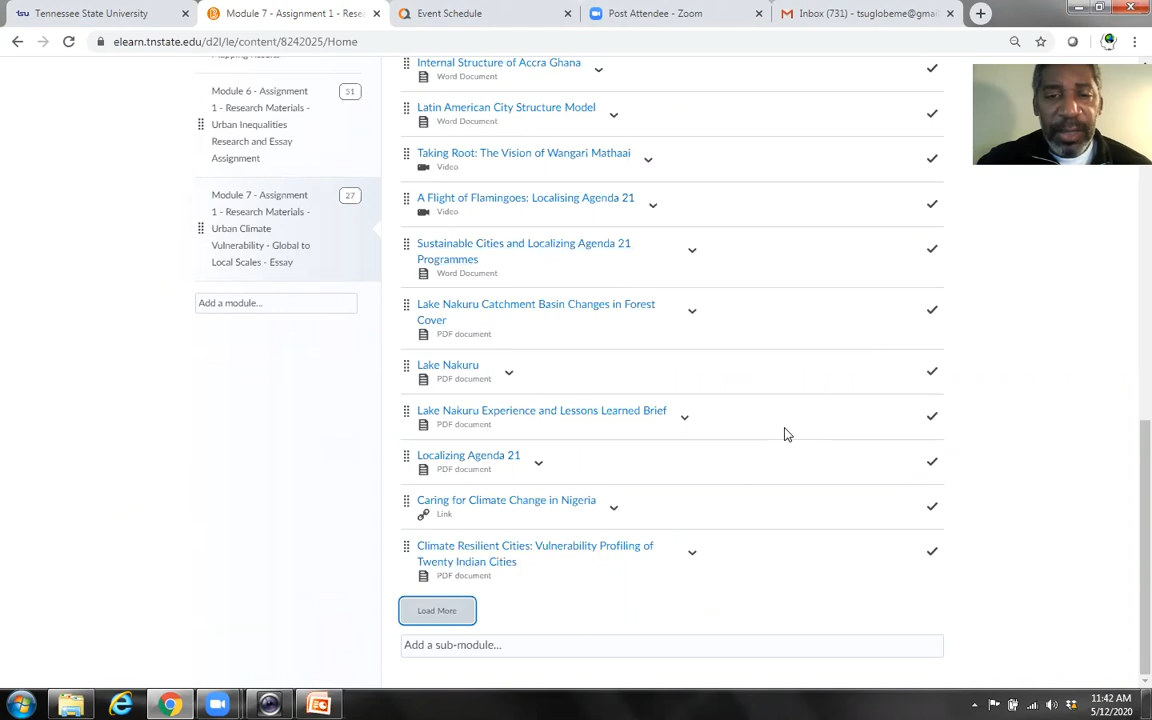 Tennessee State University
Module 7 - Assignment 1 - Resea
Event Schedule
Post Attendee - Zoom
Inbox (731) - tsuglobeme@gmail
elearn.tnstate.edu/d2l/le/content/8242025/Home
Module 6 - Assignment
1 - Research Materials -
Urban Inequalities
Research and Essay
Assignment
51
Module 7 - Assignment
1 - Research Materials -
Urban Climate
Vulnerability - Global to
Local Scales - Essay
27
Add a module...
Internal Structure of Accra Ghana
Word Document
Latin American City Structure Model
Word Document
Taking Root: The Vision of Wangari Mathaai
Video
A Flight of Flamingoes: Localising Agenda 21
Video
Sustainable Cities and Localizing Agenda 21
Programmes
Word Document
Lake Nakuru Catchment Basin Changes in Forest
Cover
PDF document
Lake Nakuru
PDF document
Lake Nakuru Experience and Lessons Learned Brief
PDF document
Localizing Agenda 21
PDF document
Caring for Climate Change in Nigeria
Link
Climate Resilient Cities: Vulnerability Profiling of
Twenty Indian Cities
PDF document
Load More
Add a sub-module...
11:42 AM
5/12/2020